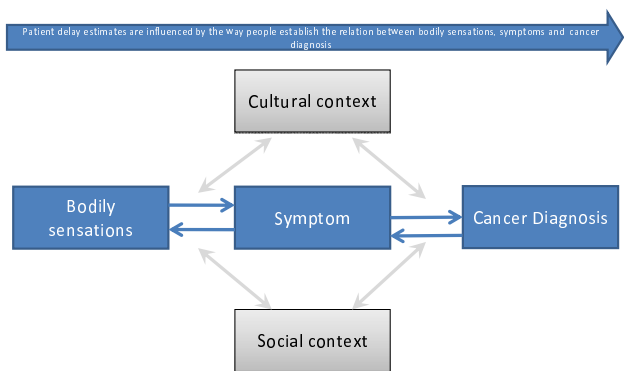 Patient delay estimates are influenced by the way people establish the relation between bodily sensations, symptoms and cancer
diagnosis
Cultural context
Bodily
sensations
Symptom
Cancer Diagnosis
Social context